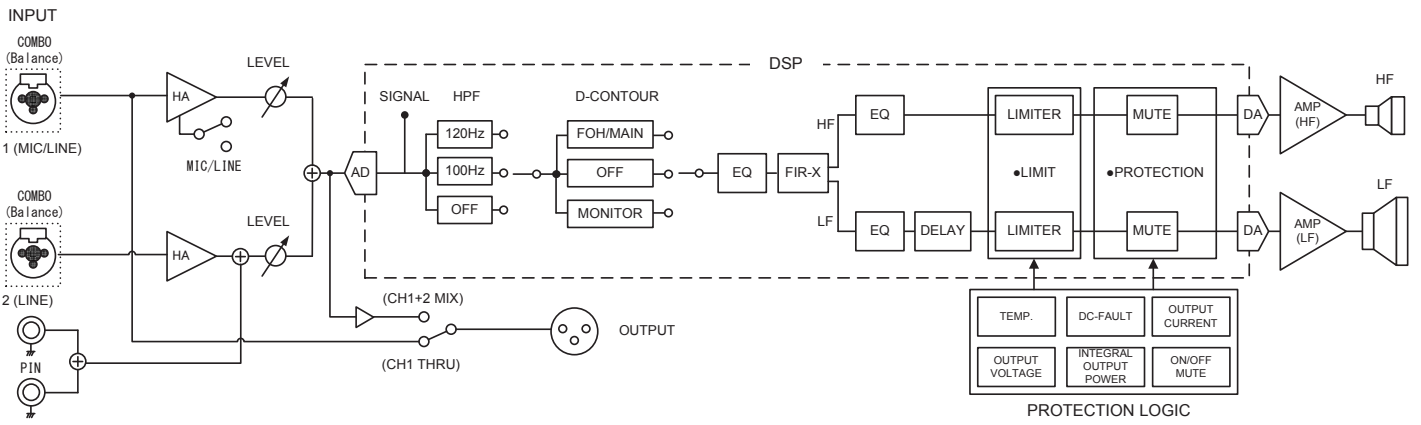 INPUT
COMBO
(Balance)
1 (MIC/LINE)
HA
MIC/LINE
LEVEL
COMBO
(Balance)
2 (LINE)
HA
LEVEL
PIN
AD
DSP
SIGNAL
HPF
120Hz
100Hz
OFF
D-CONTOUR
FOH/MAIN
OFF
MONITOR
EQ
FIR-X
HF
EQ
LF
EQ
DELAY
LIMITER
●LIMIT
LIMITER
MUTE
●PROTECTION
MUTE
DA
AMP
(HF)
HF
DA
AMP
(LF)
LF
(CH1+2 MIX)
(CH1 THRU)
OUTPUT
TEMP.
DC-FAULT
OUTPUT
CURRENT
OUTPUT
VOLTAGE
INTEGRAL
OUTPUT
POWER
ON/OFF
MUTE
PROTECTION LOGIC